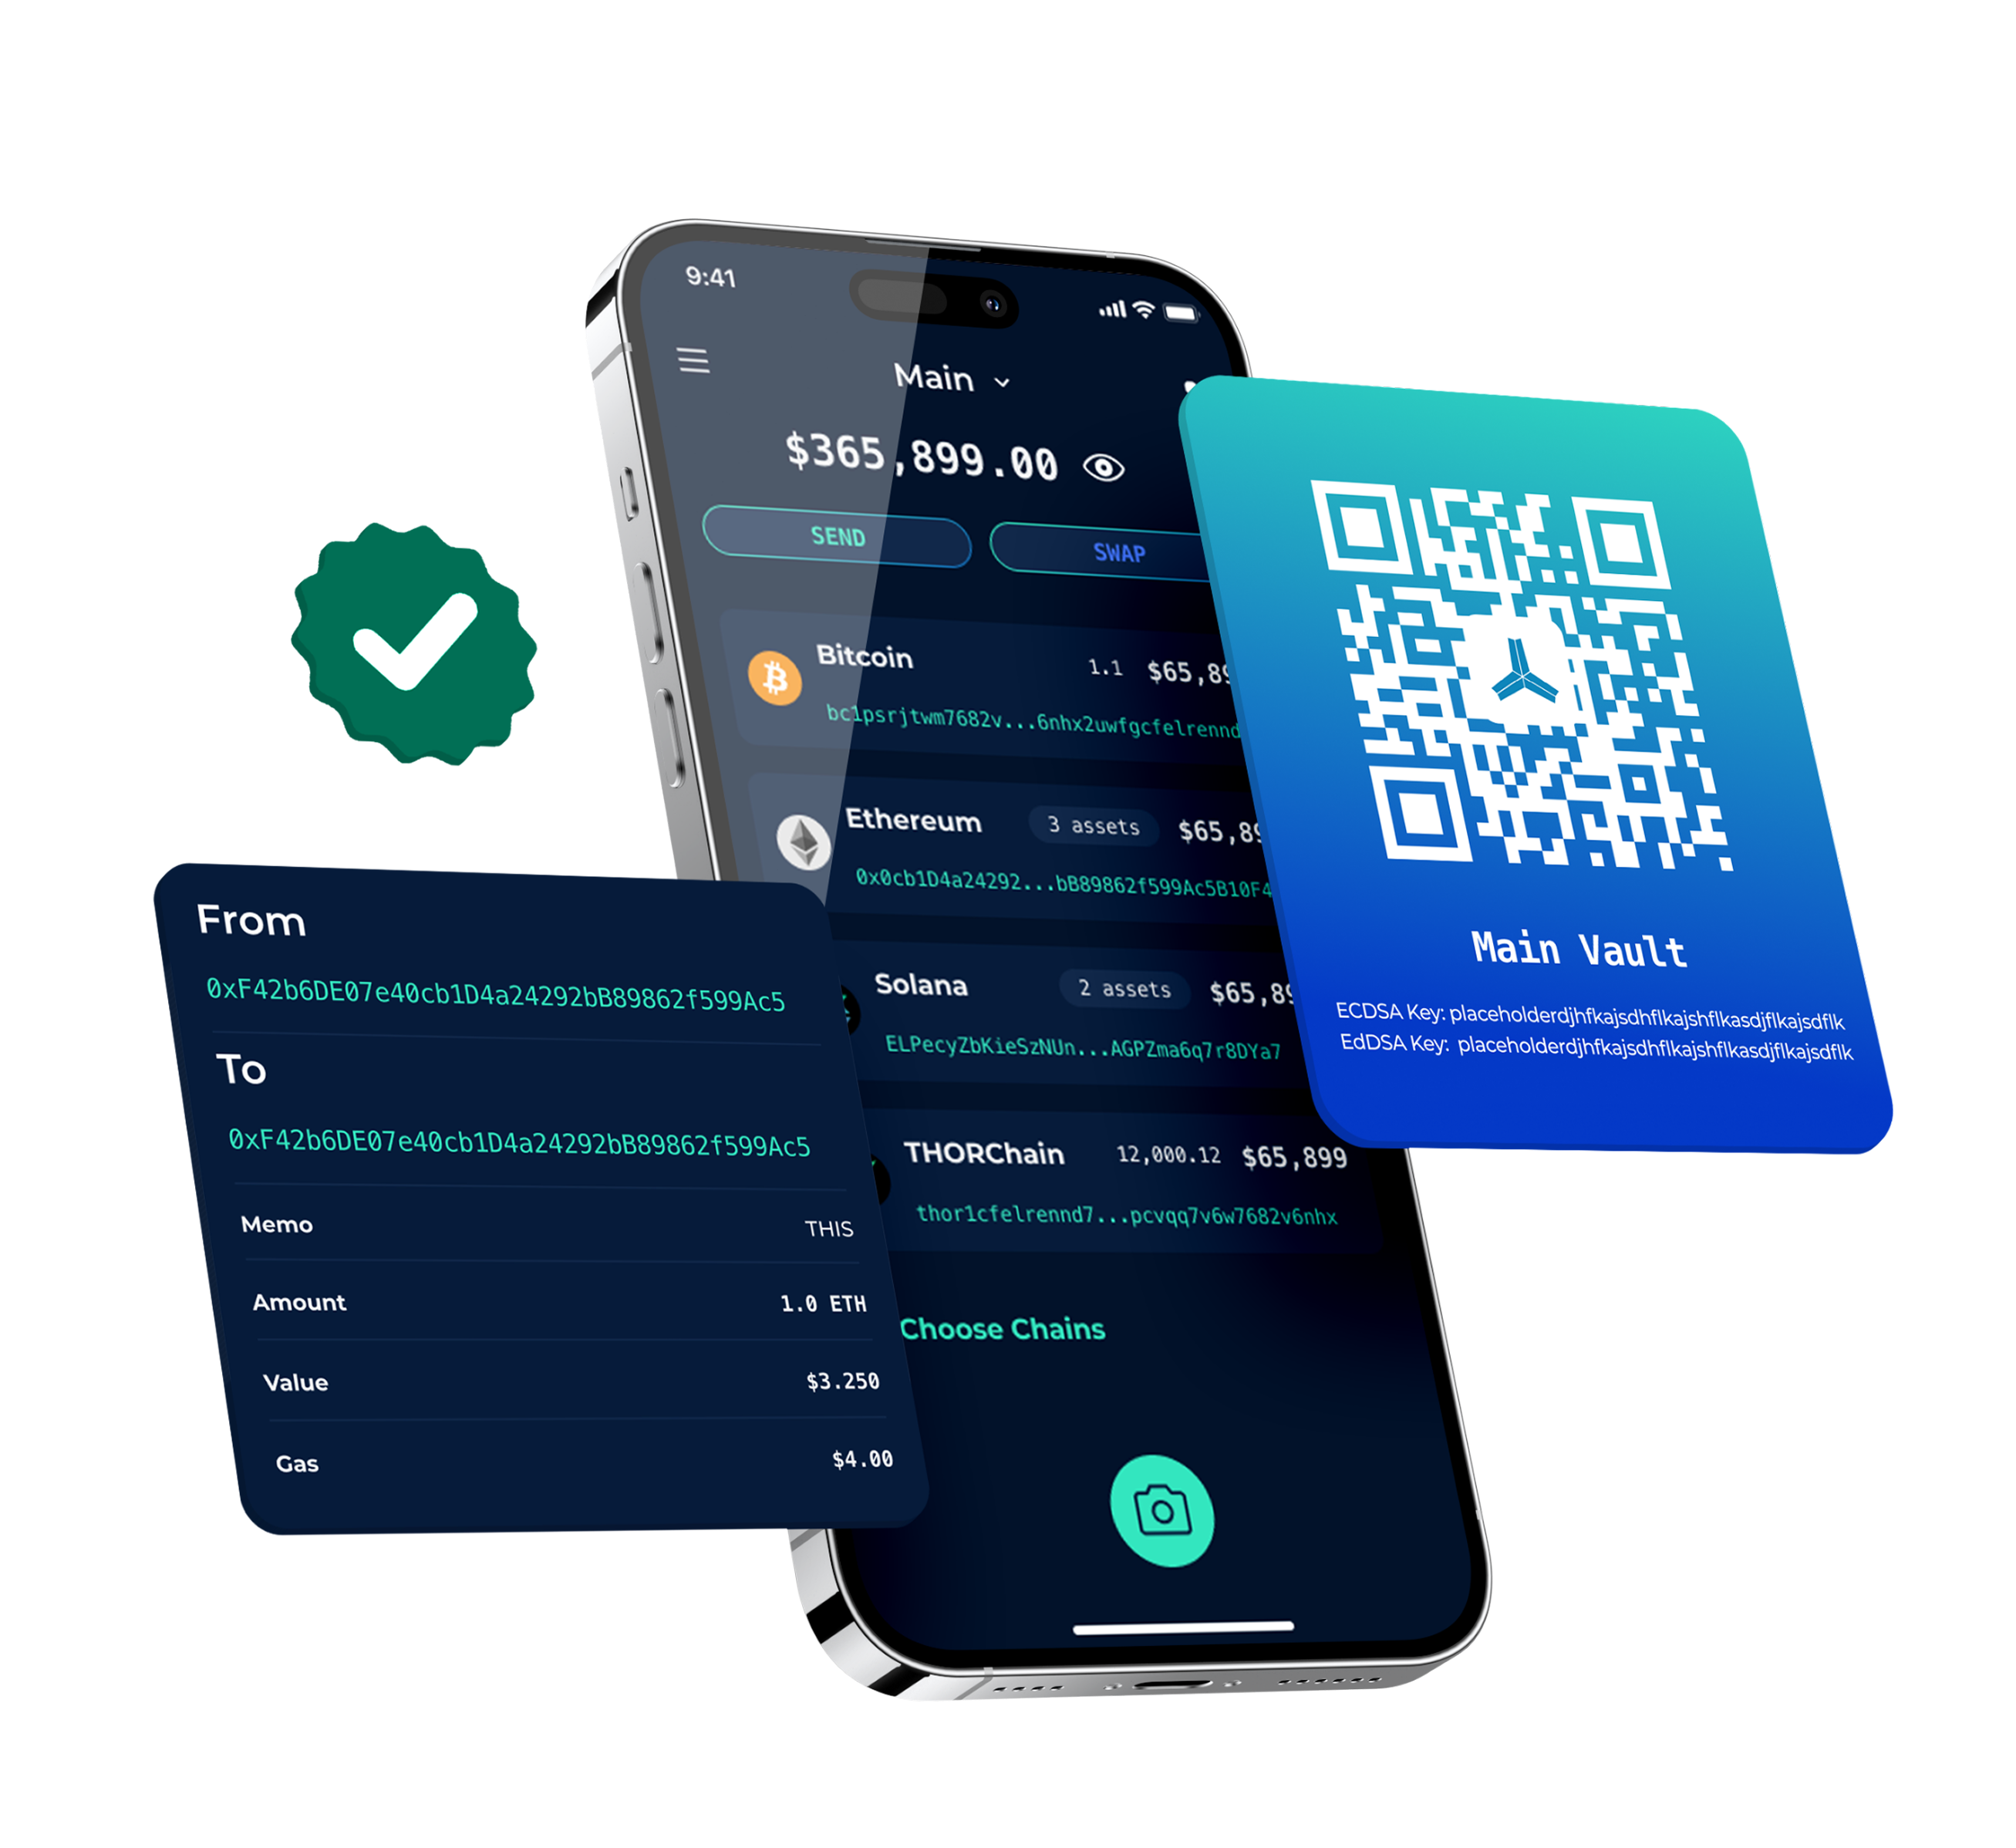 9:41
Main
$365,899.00
SEND
SWAP
Bitcoin 1.1 $65,89
bc1psrjtwm7682v...6nhx2uwfgcfelrennd
Ethereum 3 assets $65,89
0x0cb1D4a24292...bB89862f599Ac5B10F4
Solana 2 assets $65,89
ELPecyZbKieSzNUn...AGPZma6q7r8DYa7
THORChain 12,000.12 $65,899
thor1cfelrennd7...pcvqq7v6w7682v6nhx
Choose Chains
From
0xF42b6DE07e40cb1D4a24292bB89862f599Ac5
To
0xF42b6DE07e40cb1D4a24292bB89862f599Ac5
Memo THIS
Amount 1.0 ETH
Value $3.250
Gas $4.00
Main Vault
ECDSA Key: placeholderdjhfkajsdhflkajshflkasdjflkajsdflk
EdDSA Key: placeholderdjhfkajsdhflkajshflkasdjflkajsdflk